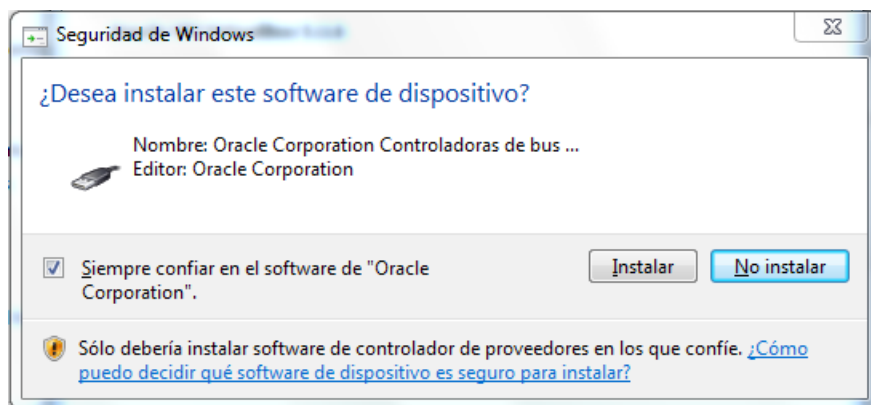 Seguridad de Windows
¿Desea instalar este software de dispositivo?
Nombre: Oracle Corporation Controladoras de bus ...
Editor: Oracle Corporation
Siempre confiar en el software de "Oracle
Corporation".
Instalar
No instalar
Sólo debería instalar software de controlador de proveedores en los que confíe. ¿Cómo
puedo decidir qué software de dispositivo es seguro para instalar?